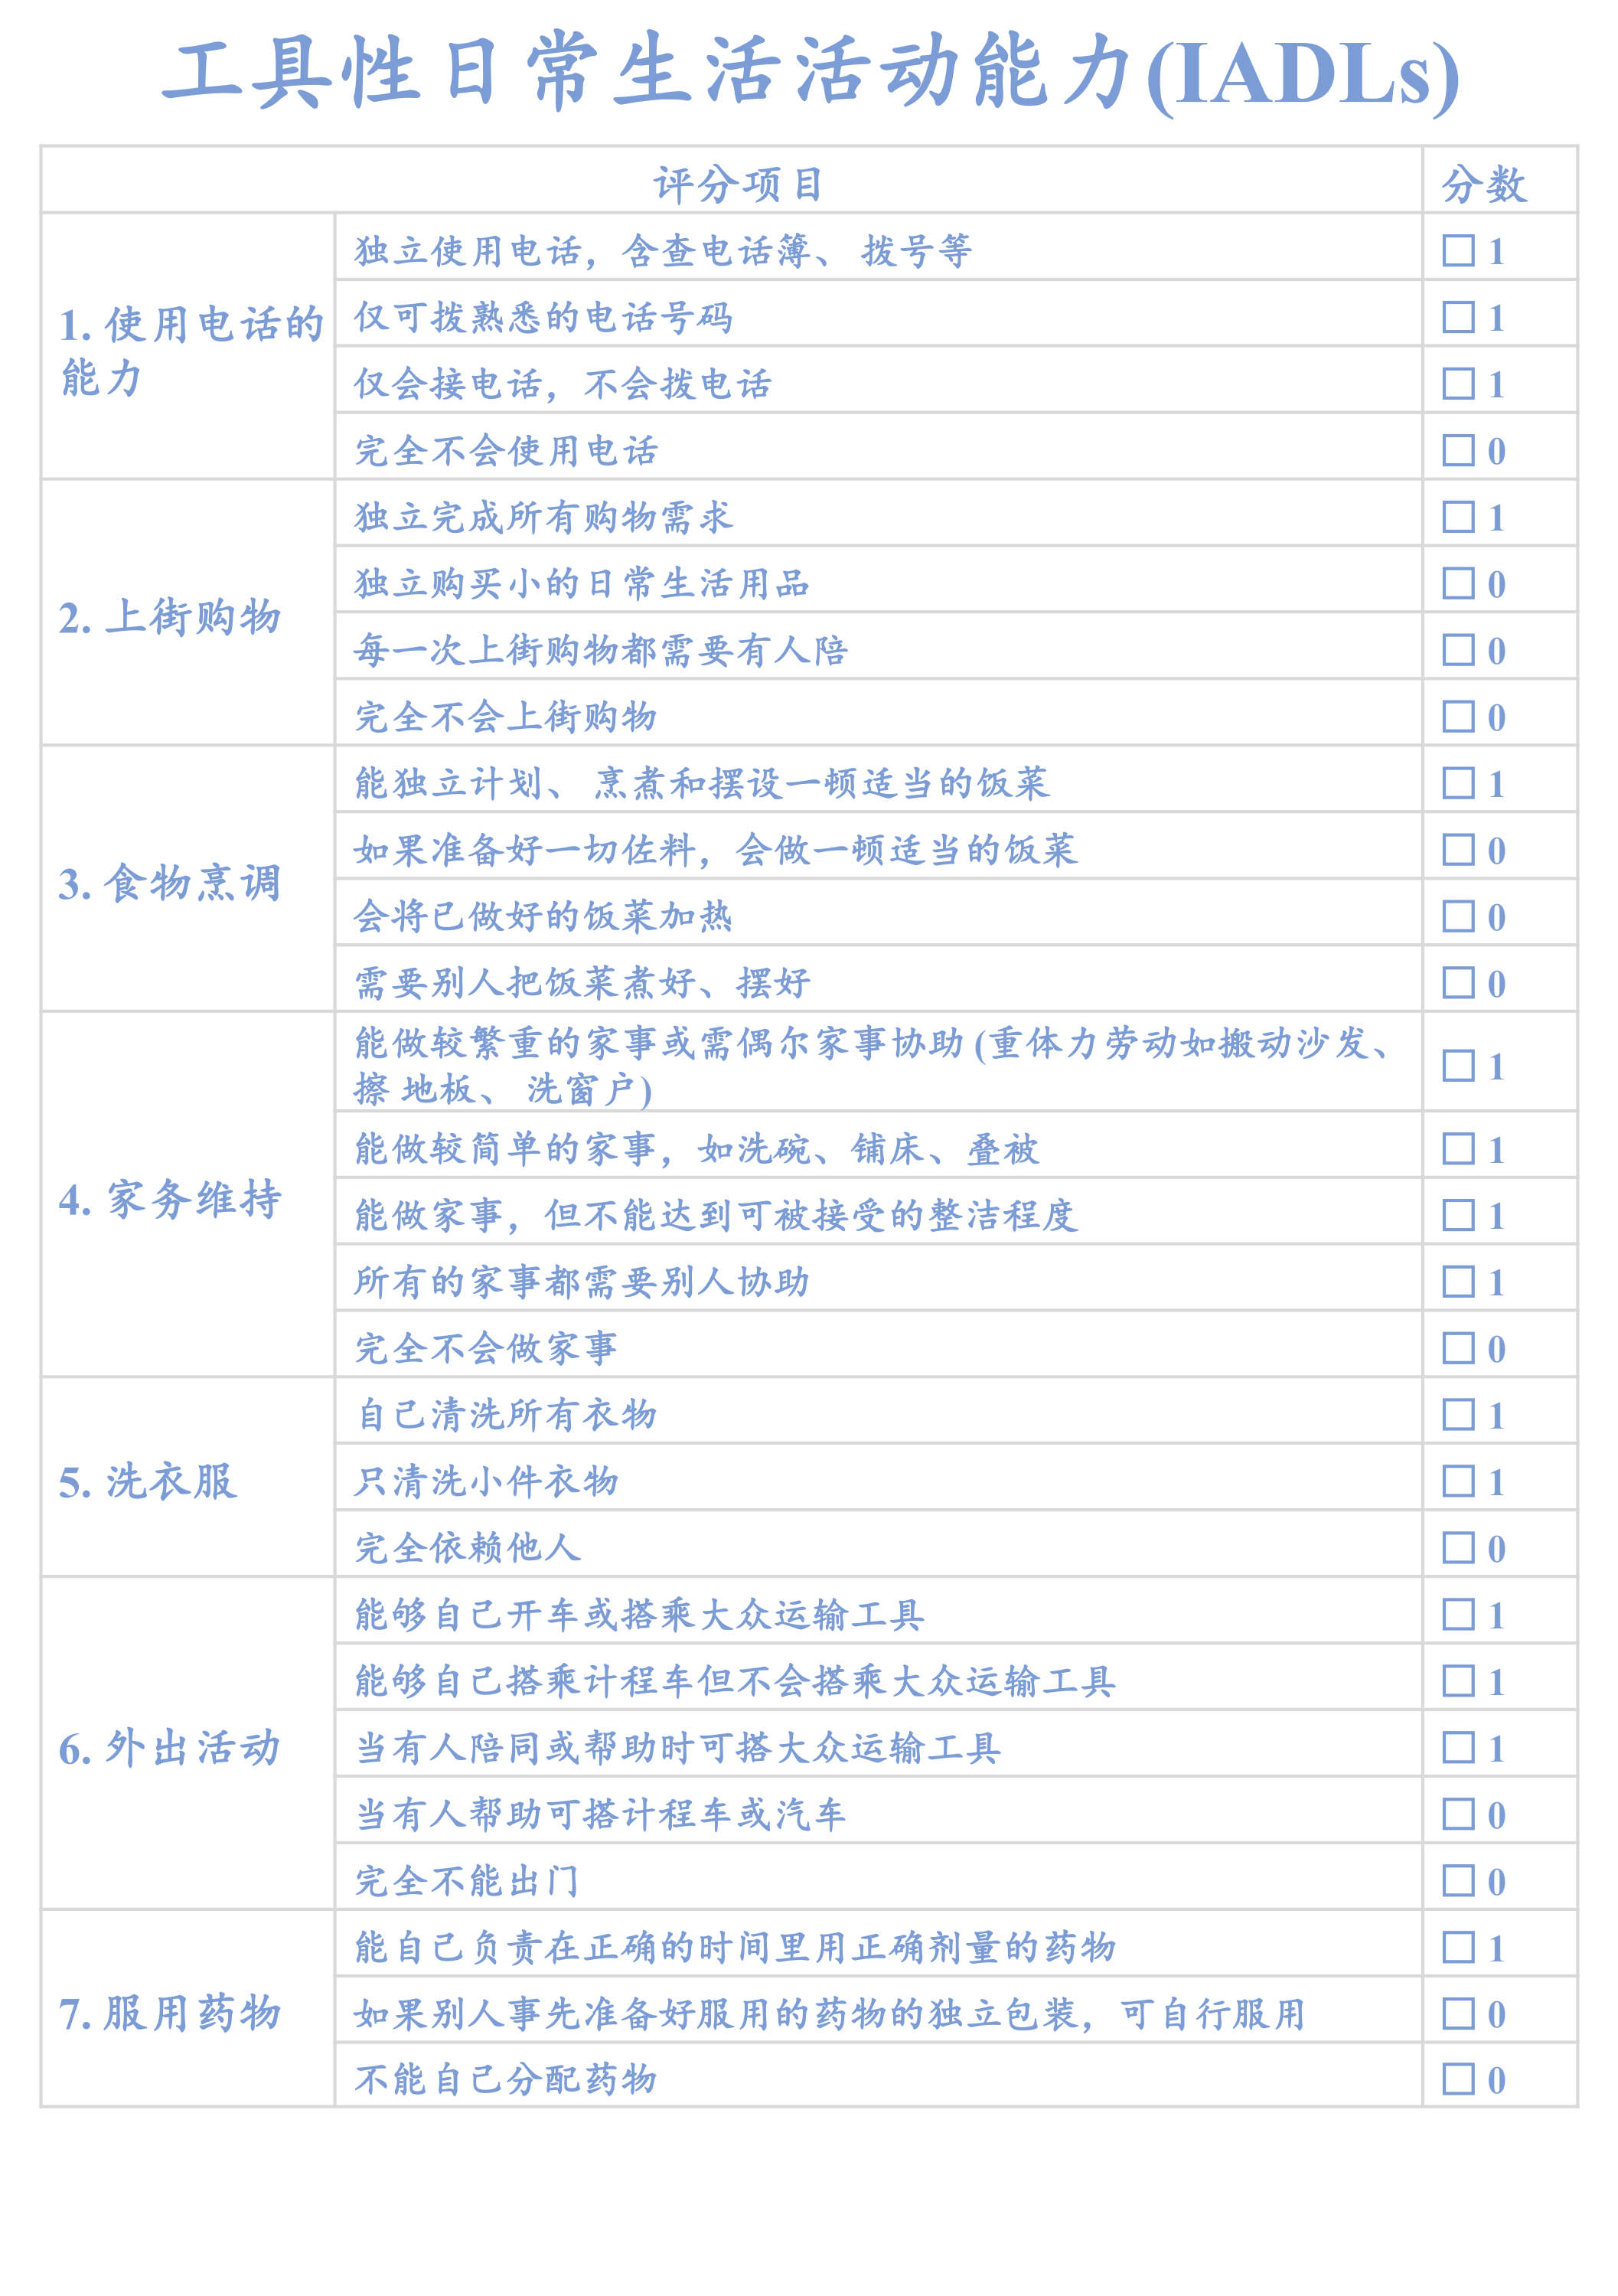 工具性日常生活活动能力(IADLs)
评分项目 分数
1. 使用电话的
能力
独立使用电话，含查电话簿、 拨号等 □ 1
仅可拨熟悉的电话号码 □ 1
仅会接电话，不会拨电话 □ 1
完全不会使用电话 □ 0
2. 上街购物
独立完成所有购物需求 □ 1
独立购买小的日常生活用品 □ 0
每一次上街购物都需要有人陪 □ 0
完全不会上街购物 □ 0
3. 食物烹调
能独立计划、 烹煮和摆设一顿适当的饭菜 □ 1
如果准备好一切佐料，会做一顿适当的饭菜 □ 0
会将已做好的饭菜加热 □ 0
需要别人把饭菜煮好、摆好 □ 0
4. 家务维持
能做较繁重的家事或需偶尔家事协助 (重体力劳动如搬动沙发、
擦 地板、 洗窗户) □ 1
能做较简单的家事，如洗碗、铺床、叠被 □ 1
能做家事，但不能达到可被接受的整洁程度 □ 1
所有的家事都需要别人协助 □ 1
完全不会做家事 □ 0
5. 洗衣服
自己清洗所有衣物 □ 1
只清洗小件衣物 □ 1
完全依赖他人 □ 0
6. 外出活动
能够自己开车或搭乘大众运输工具 □ 1
能够自己搭乘计程车但不会搭乘大众运输工具 □ 1
当有人陪同或帮助时可搭大众运输工具 □ 1
当有人帮助可搭计程车或汽车 □ 0
完全不能出门 □ 0
7. 服用药物
能自己负责在正确的时间里用正确剂量的药物 □ 1
如果别人事先准备好服用的药物的独立包装，可自行服用 □ 0
不能自己分配药物 □ 0